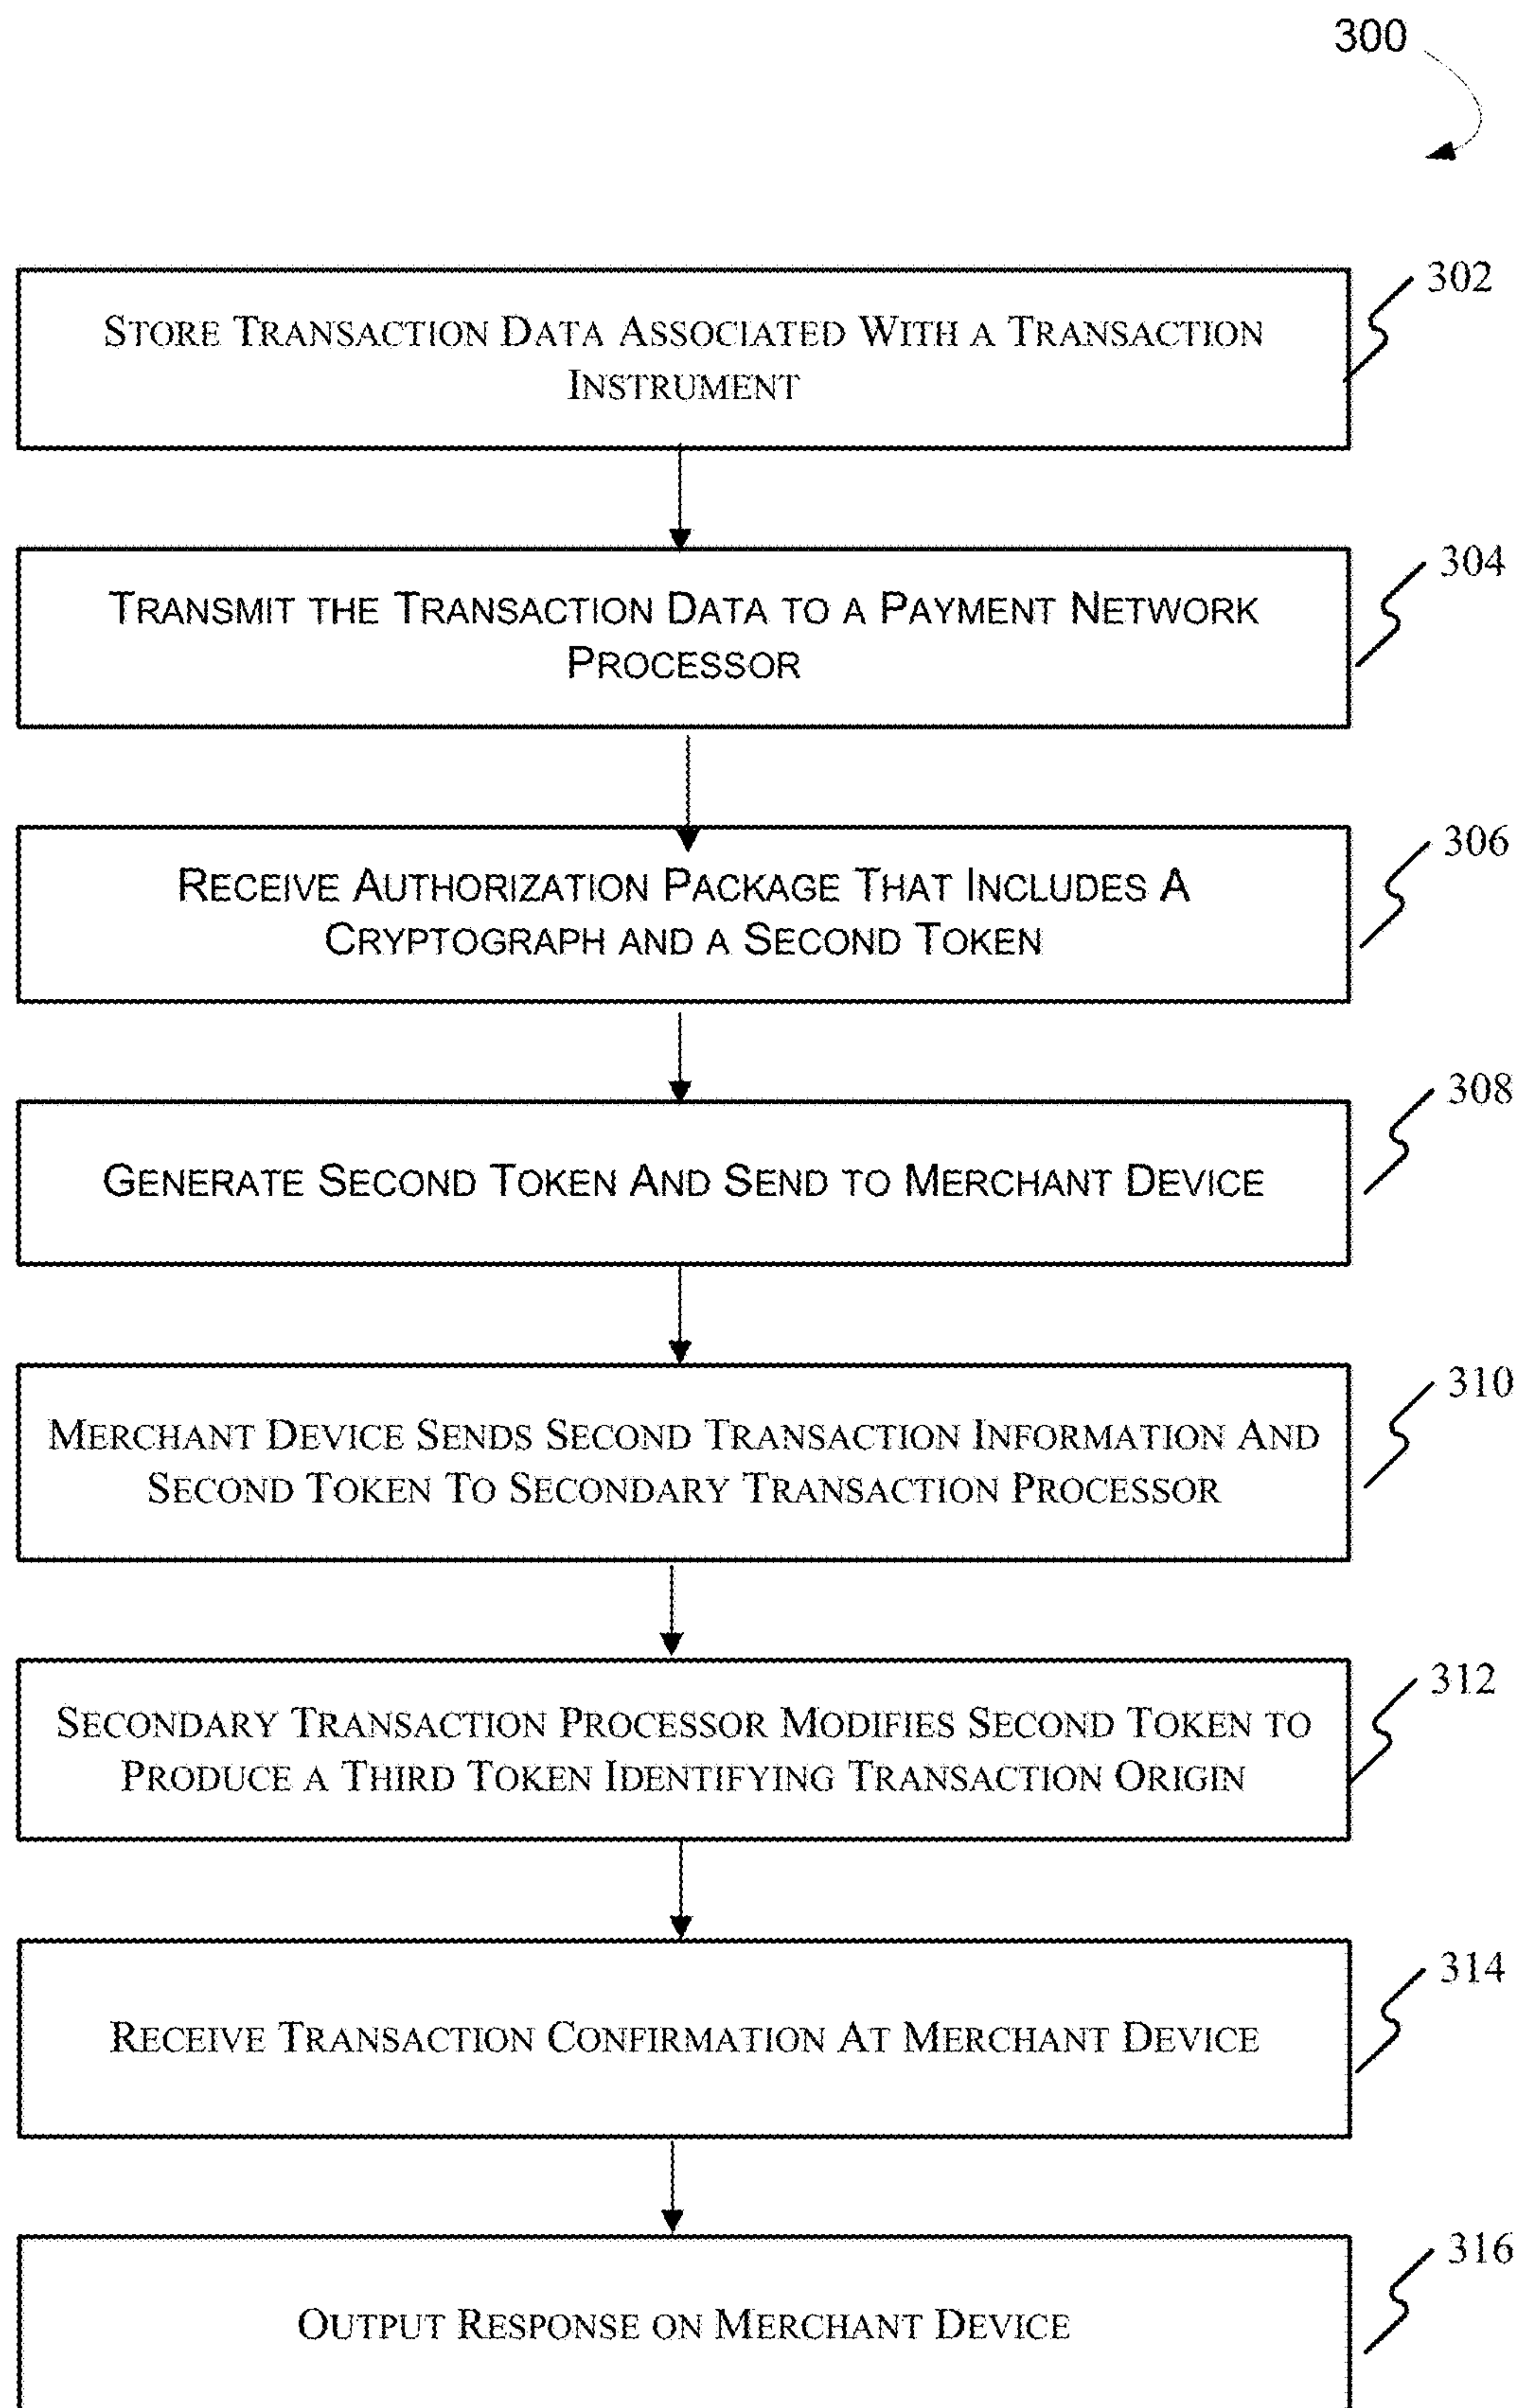 300
STORE TRANSACTION DATA ASSOCIATED WITH A TRANSACTION
INSTRUMENT
302
TRANSMIT THE TRANSACTION DATA TO A PAYMENT NETWORK
PROCESSOR
304
RECEIVE AUTHORIZATION PACKAGE THAT INCLUDES A
CRYPTOGRAPH AND A SECOND TOKEN
306
GENERATE SECOND TOKEN AND SEND TO MERCHANT DEVICE
308
MERCHANT DEVICE SENDS SECOND TRANSACTION INFORMATION AND
SECOND TOKEN TO SECONDARY TRANSACTION PROCESSOR
310
SECONDARY TRANSACTION PROCESSOR MODIFIES SECOND TOKEN TO
PRODUCE A THIRD TOKEN IDENTIFYING TRANSACTION ORIGIN
312
RECEIVE TRANSACTION CONFIRMATION AT MERCHANT DEVICE
314
OUTPUT RESPONSE ON MERCHANT DEVICE
316